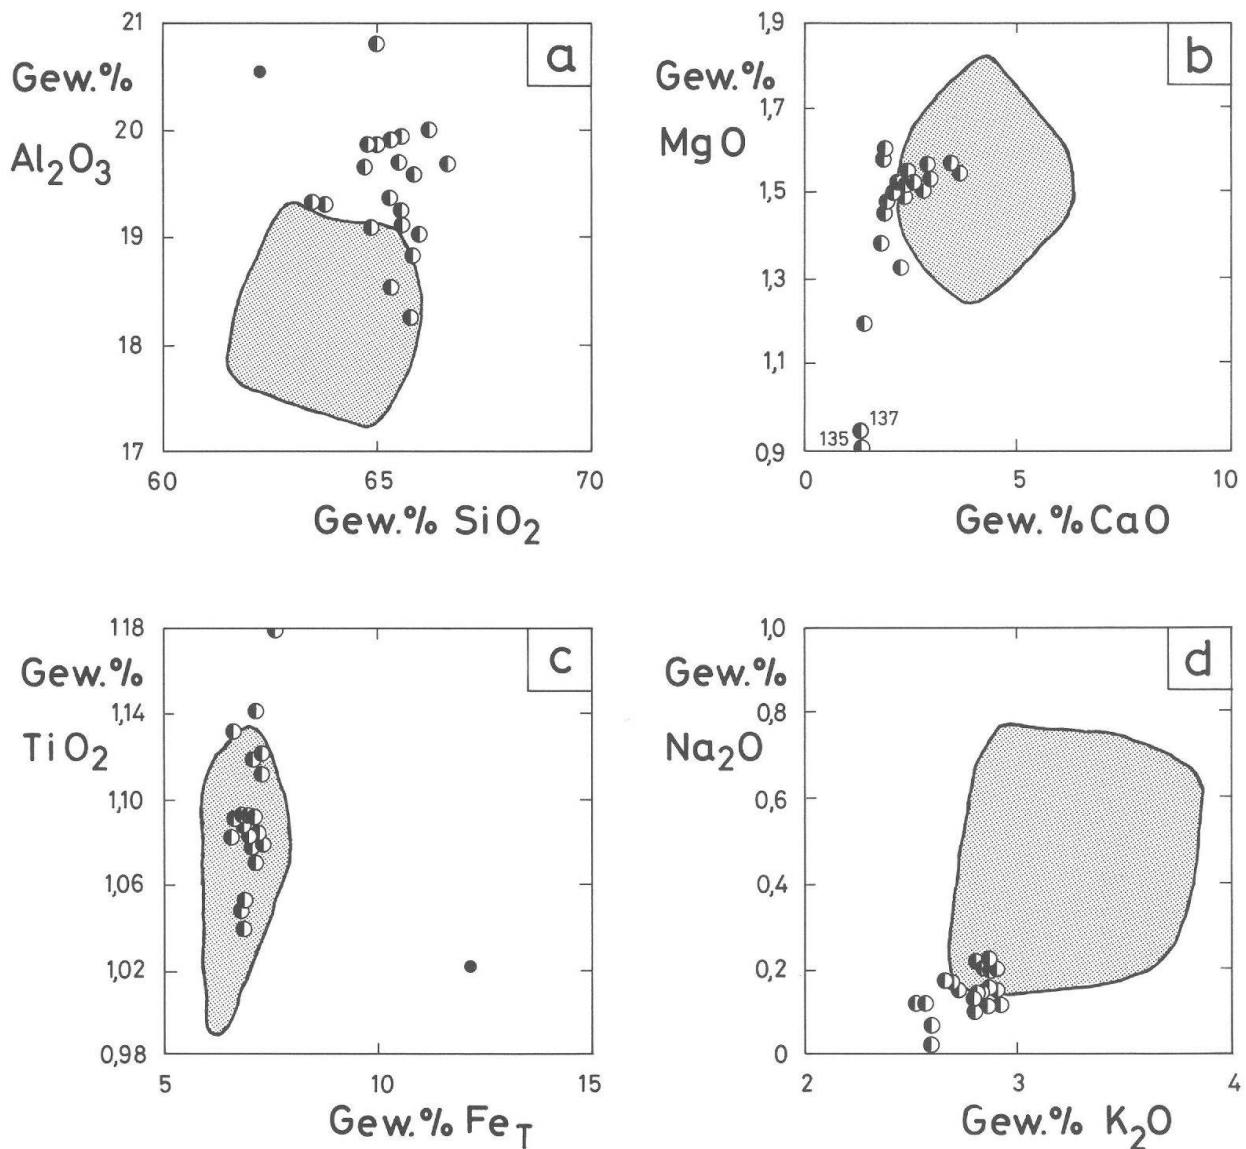 a
21
Gew.%
20
Al₂O₃
19
18
17
60 65 70
Gew.% SiO₂
b
1,9
Gew.%
1,7
MgO
1,5
1,3
1,1
137
135
0,9
0 5 10
Gew.%CaO
c
1,18
Gew.%
1,14
TiO₂
1,10
1,06
1,02
0,98
5 10 15
Gew.% Fe_T
d
1,0
Gew.%
0,8
Na₂O
0,6
0,4
0,2
0
2 3 4
Gew.% K₂O